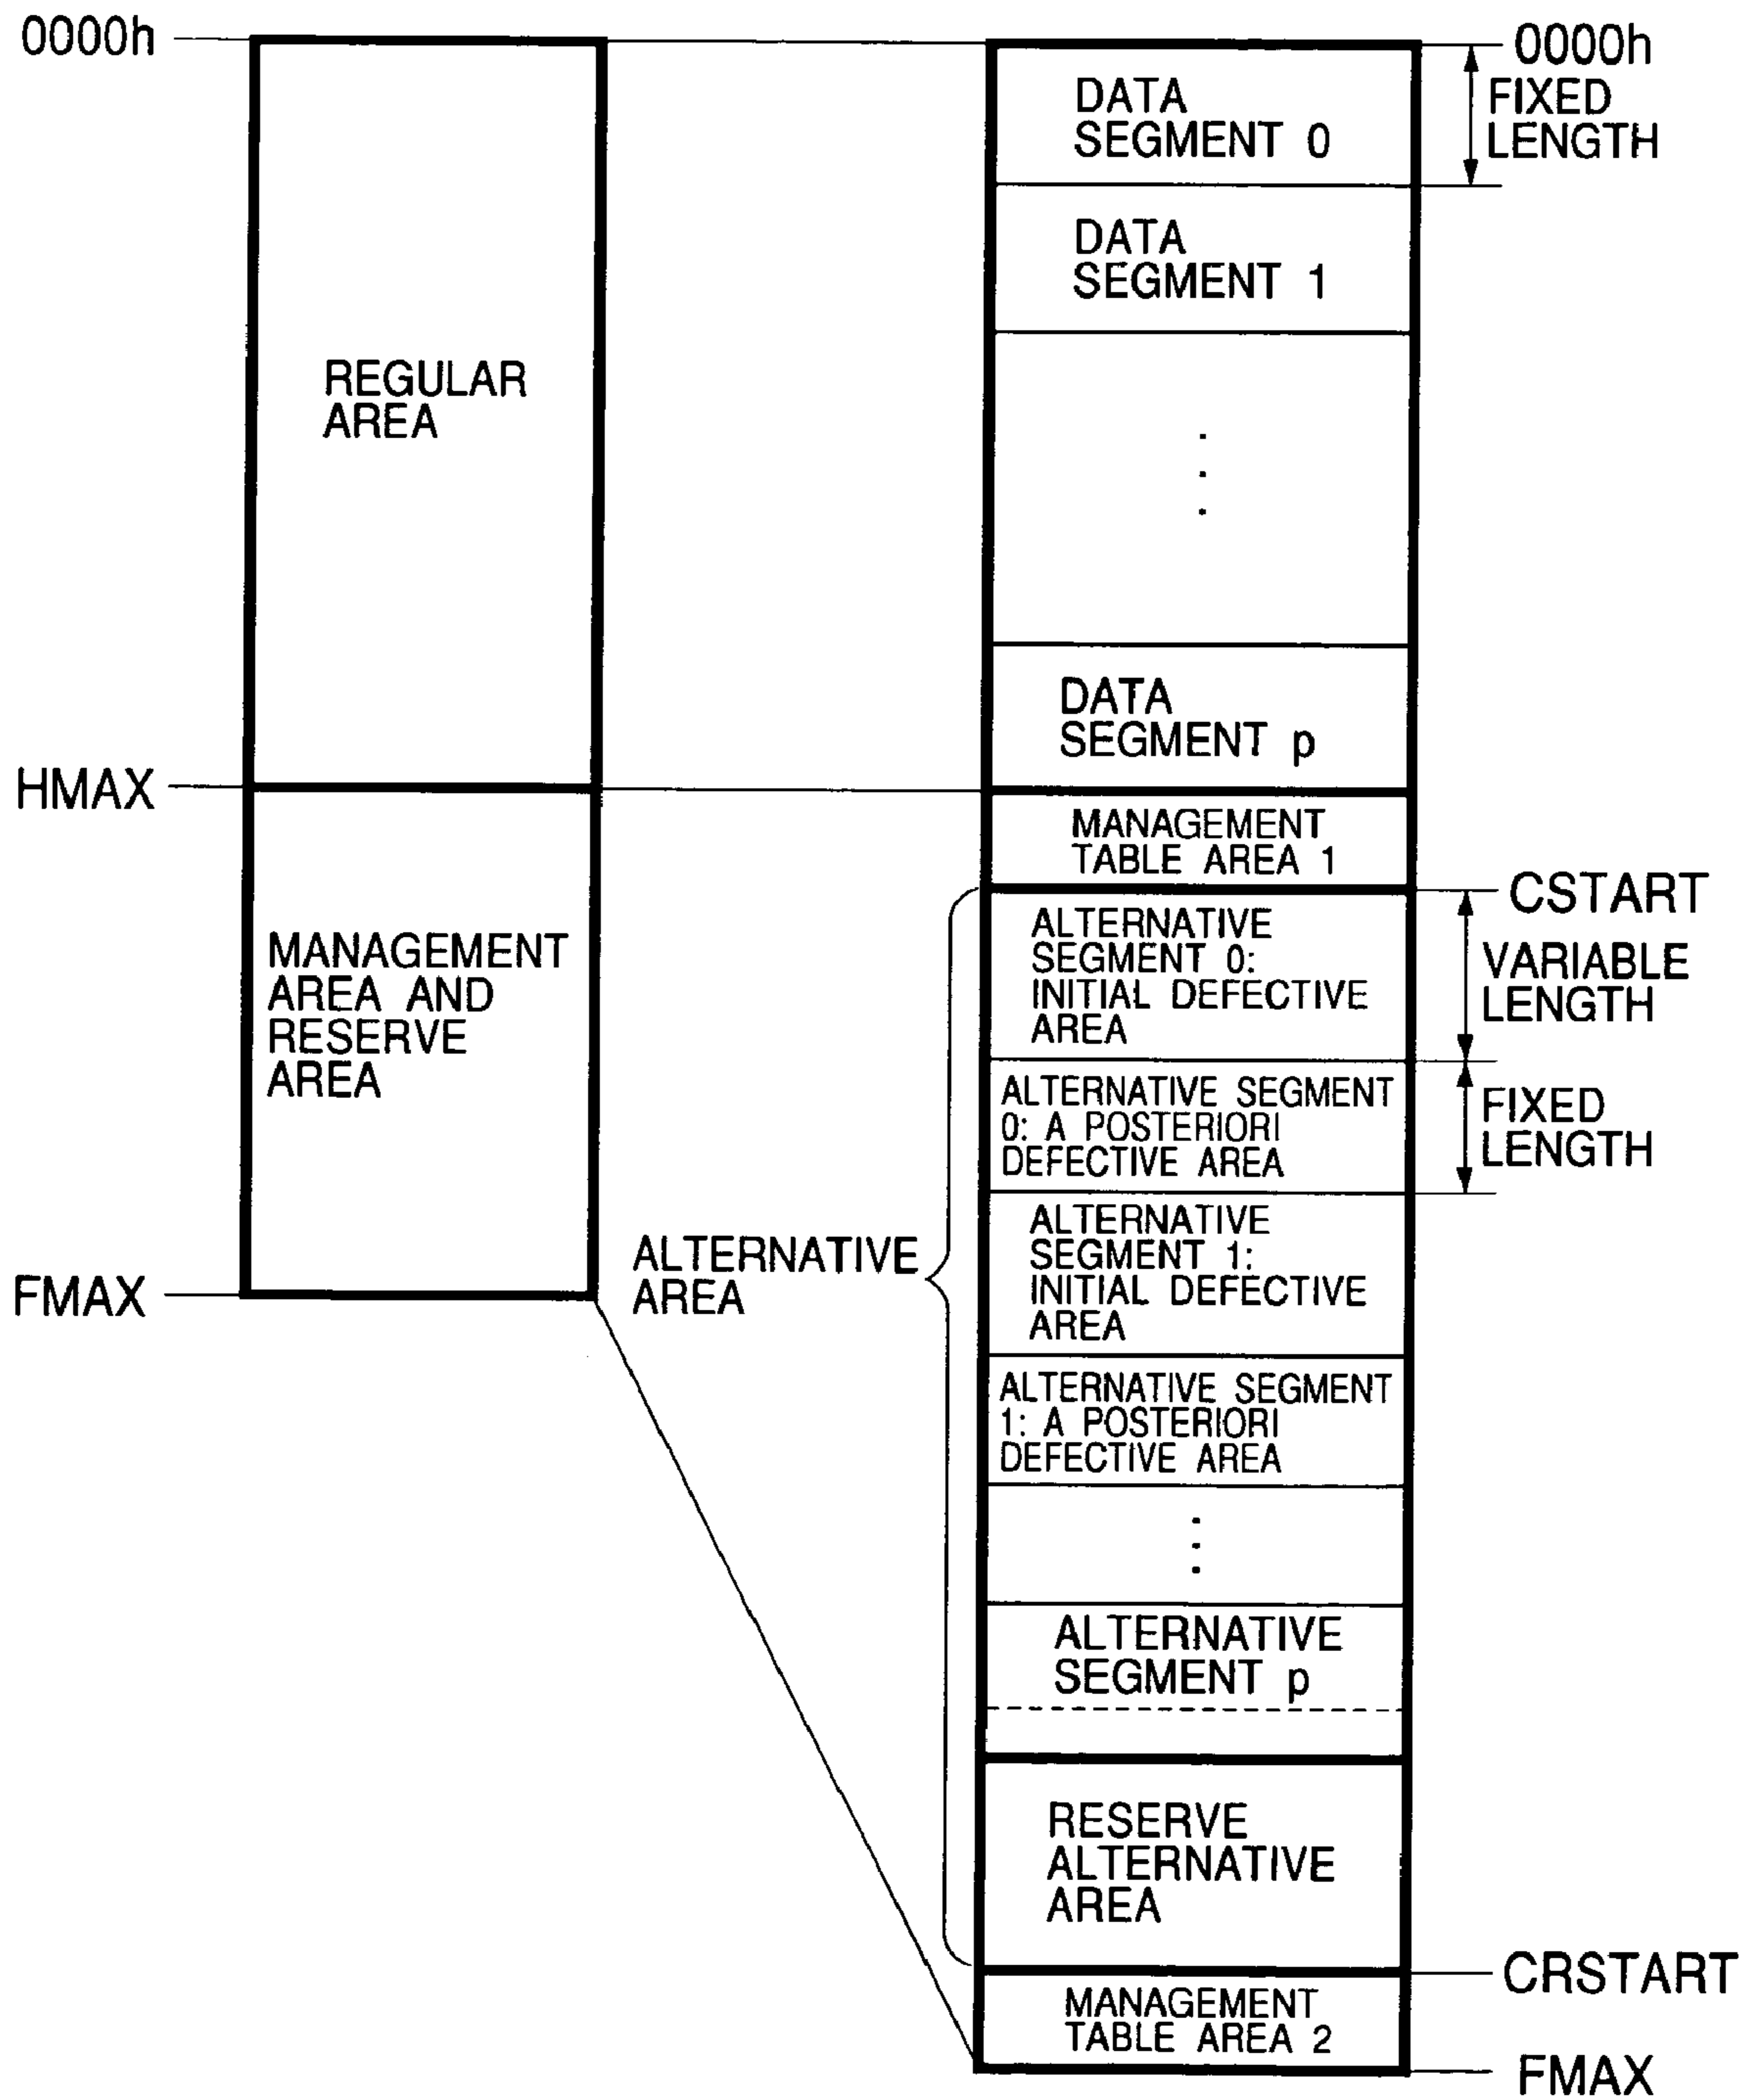 0000h
REGULAR
AREA
HMAX
MANAGEMENT
AREA AND
RESERVE
AREA
FMAX
0000h
DATA
SEGMENT 0
FIXED
LENGTH
DATA
SEGMENT 1
DATA
SEGMENT p
MANAGEMENT
TABLE AREA 1
CSTART
ALTERNATIVE
SEGMENT 0:
INITIAL DEFECTIVE
AREA
VARIABLE
LENGTH
ALTERNATIVE SEGMENT
0: A POSTERIORI
DEFECTIVE AREA
FIXED
LENGTH
ALTERNATIVE
AREA
ALTERNATIVE
SEGMENT 1:
INITIAL DEFECTIVE
AREA
ALTERNATIVE SEGMENT
1: A POSTERIORI
DEFECTIVE AREA
ALTERNATIVE
SEGMENT p
RESERVE
ALTERNATIVE
AREA
CRSTART
MANAGEMENT
TABLE AREA 2
FMAX